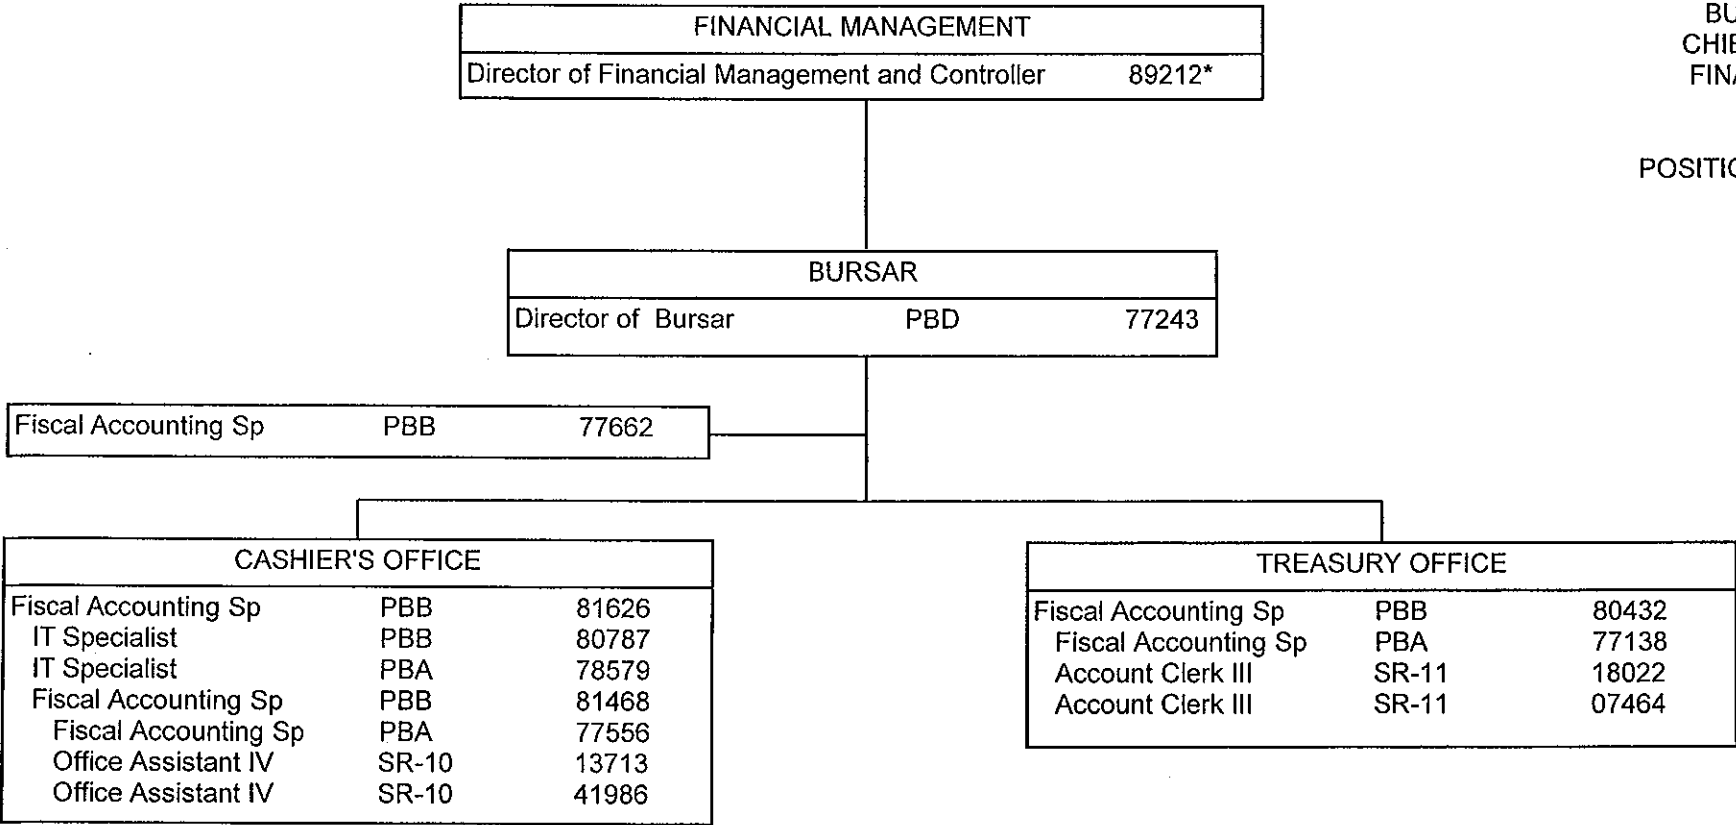 FINANCIAL MANAGEMENT
Director of Financial Management and Controller 89212*
BU
CHIE
FINA
POSITIO
BURSAR
Director of Bursar PBD 77243
Fiscal Accounting Sp PBB 77662
CASHIER'S OFFICE
Fiscal Accounting Sp PBB 81626
IT Specialist PBB 80787
IT Specialist PBA 78579
Fiscal Accounting Sp PBB 81468
Fiscal Accounting Sp PBA 77556
Office Assistant IV SR-10 13713
Office Assistant IV SR-10 41986
TREASURY OFFICE
Fiscal Accounting Sp PBB 80432
Fiscal Accounting Sp PBA 77138
Account Clerk III SR-11 18022
Account Clerk III SR-11 07464